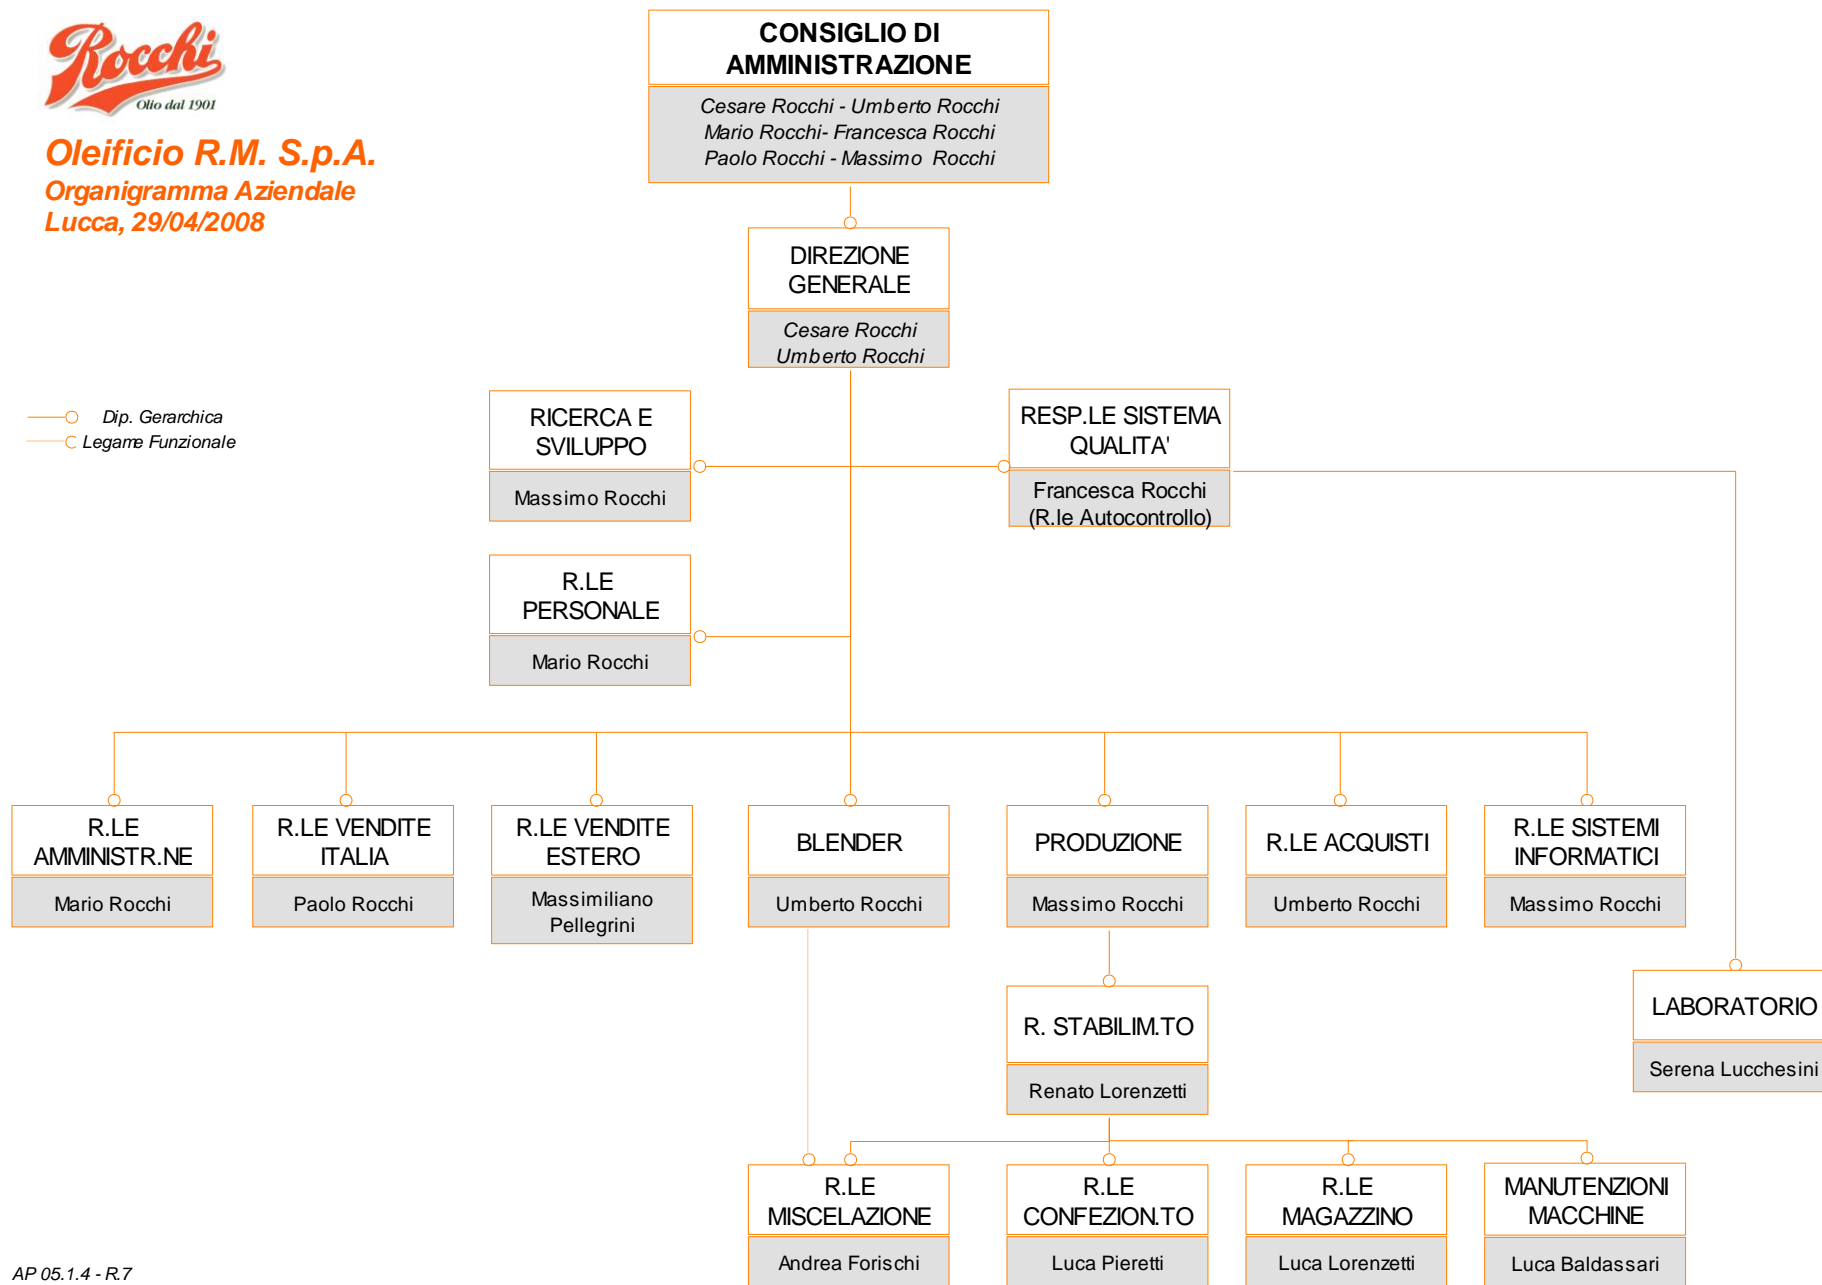 Rocchi
Olio dal 1901
Oleificio R.M. S.p.A.
Organigramma Aziendale
Lucca, 29/04/2008
CONSIGLIO DI
AMMINISTRAZIONE
Cesare Rocchi - Umberto Rocchi
Mario Rocchi- Francesca Rocchi
Paolo Rocchi - Massimo Rocchi
DIREZIONE
GENERALE
Cesare Rocchi
Umberto Rocchi
Dip. Gerarchica
Legame Funzionale
RICERCA E
SVILUPPO
Massimo Rocchi
RESP.LE SISTEMA
QUALITA'
Francesca Rocchi
(R.le Autocontrollo)
R.LE
PERSONALE
Mario Rocchi
R.LE
AMMINISTR.NE
Mario Rocchi
R.LE VENDITE
ITALIA
Paolo Rocchi
R.LE VENDITE
ESTERO
Massimiliano
Pellegrini
BLENDER
Umberto Rocchi
PRODUZIONE
Massimo Rocchi
R.LE ACQUISTI
Umberto Rocchi
R.LE SISTEMI
INFORMATICI
Massimo Rocchi
R. STABILIM.TO
Renato Lorenzetti
LABORATORIO
Serena Lucchesini
R.LE
MISCELAZIONE
Andrea Forischi
R.LE
CONFEZION.TO
Luca Pieretti
R.LE
MAGAZZINO
Luca Lorenzetti
MANUTENZIONI
MACCHINE
Luca Baldassari
AP 05.1.4 - R.7